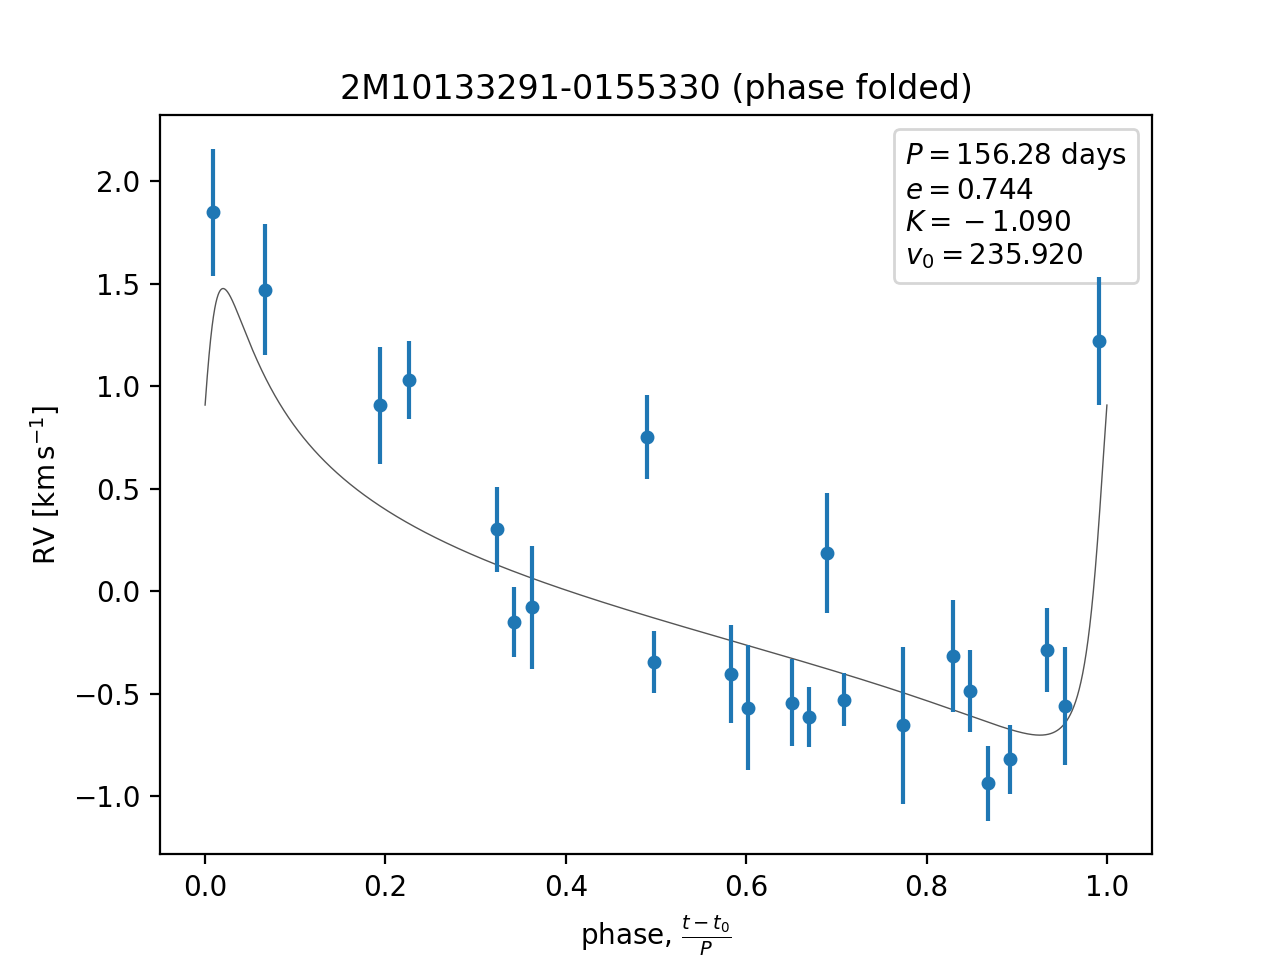 2M10133291-0155330 (phase folded)
P = 156.28 days
e = 0.744
K = −1.090
v₀ = 235.920
RV [km s⁻¹]
2.0
1.5
1.0
0.5
0.0
−0.5
−1.0
0.0 0.2 0.4 0.6 0.8 1.0
phase, (t − t₀)/P